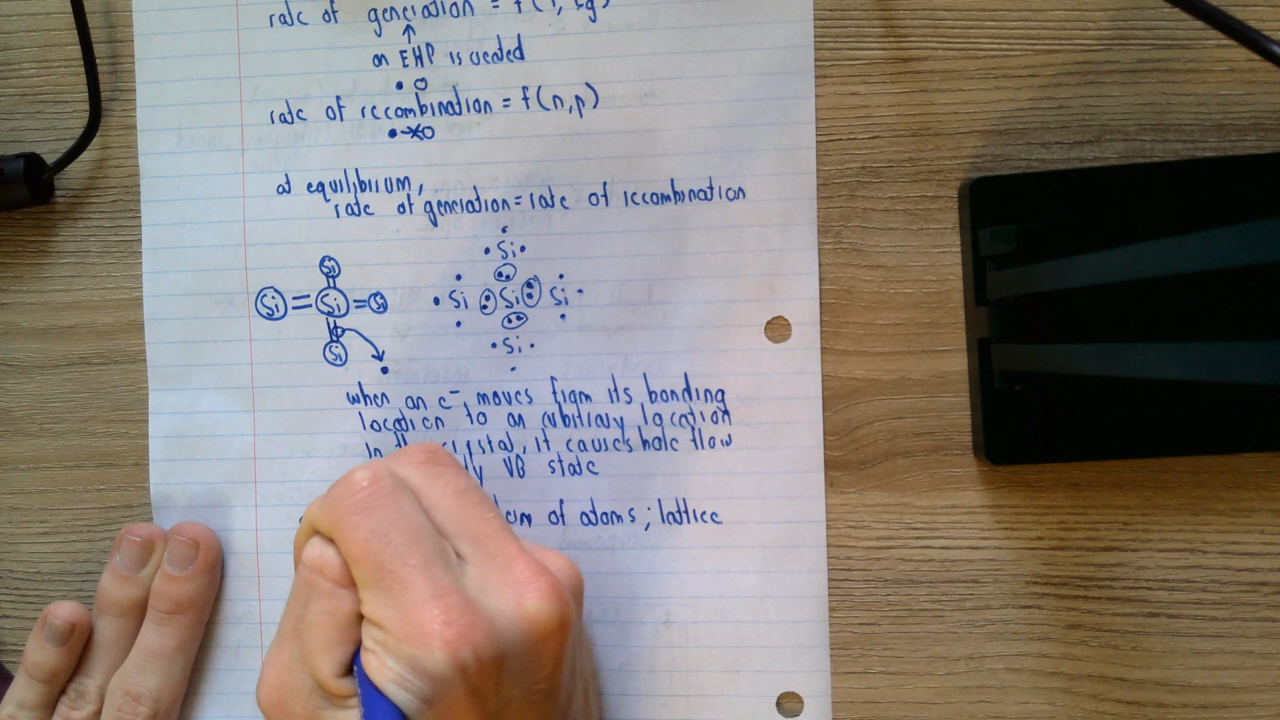 rate of generation = f(T, Eg)
an EHP is created
rate of recombination = f(n,p)
at equilibrium,
rate of generation = rate of recombination
Si
Si
Si = Si = Si
Si Si Si
Si
Si
when an e⁻ moves from its bonding
location to an arbitrary location
in the crystal, it causes hole flow
VB state
of atoms; lattice